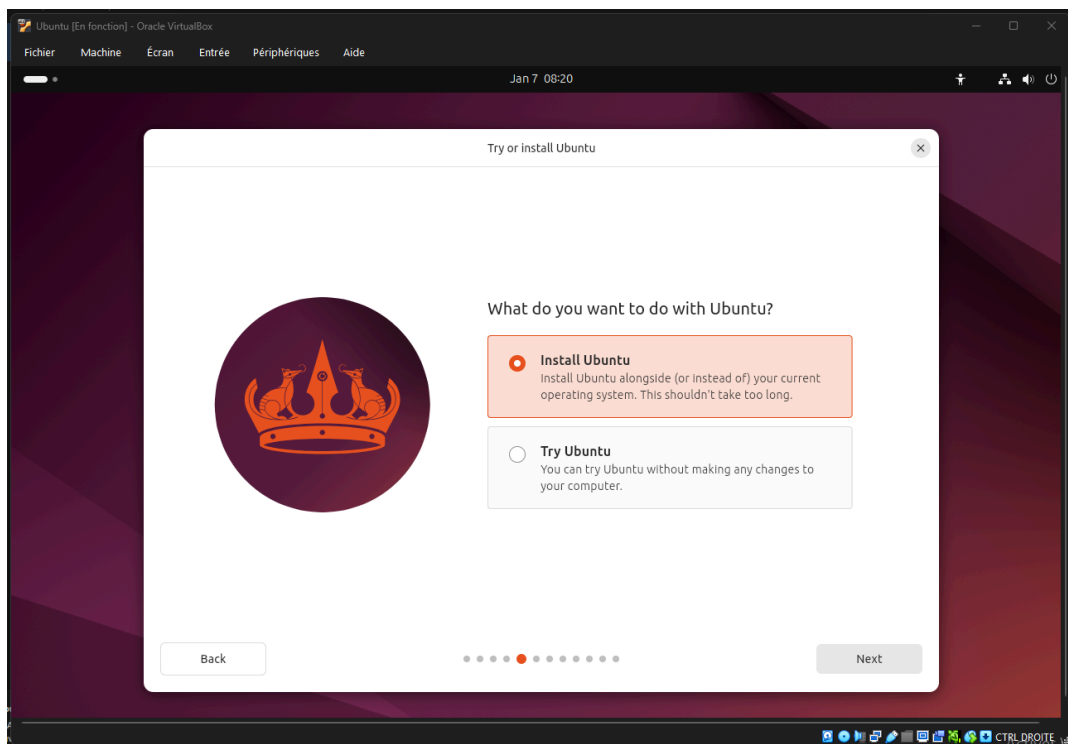 Ubuntu [En fonction] - Oracle VirtualBox
Fichier Machine Écran Entrée Périphériques Aide
Jan 7 08:20
Try or install Ubuntu
What do you want to do with Ubuntu?
Install Ubuntu
Install Ubuntu alongside (or instead of) your current
operating system. This shouldn't take too long.
Try Ubuntu
You can try Ubuntu without making any changes to
your computer.
Back
Next
CTRL DROITE